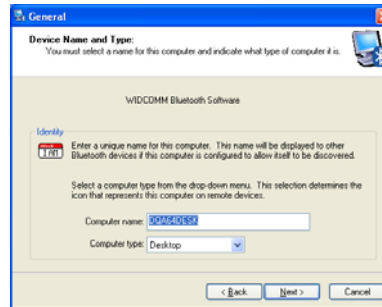 General
Device Name and Type:
You must select a name for this computer and indicate what type of computer it is.
WIDCOMM Bluetooth Software
Identity
I AM
Enter a unique name for this computer. This name will be displayed to other
Bluetooth devices if this computer is configured to allow itself to be discovered.
Select a computer type from the drop-down menu. This selection determines the
icon that represents this computer on remote devices.
Computer name: DQA64DESK
Computer type: Desktop
< Back Next > Cancel